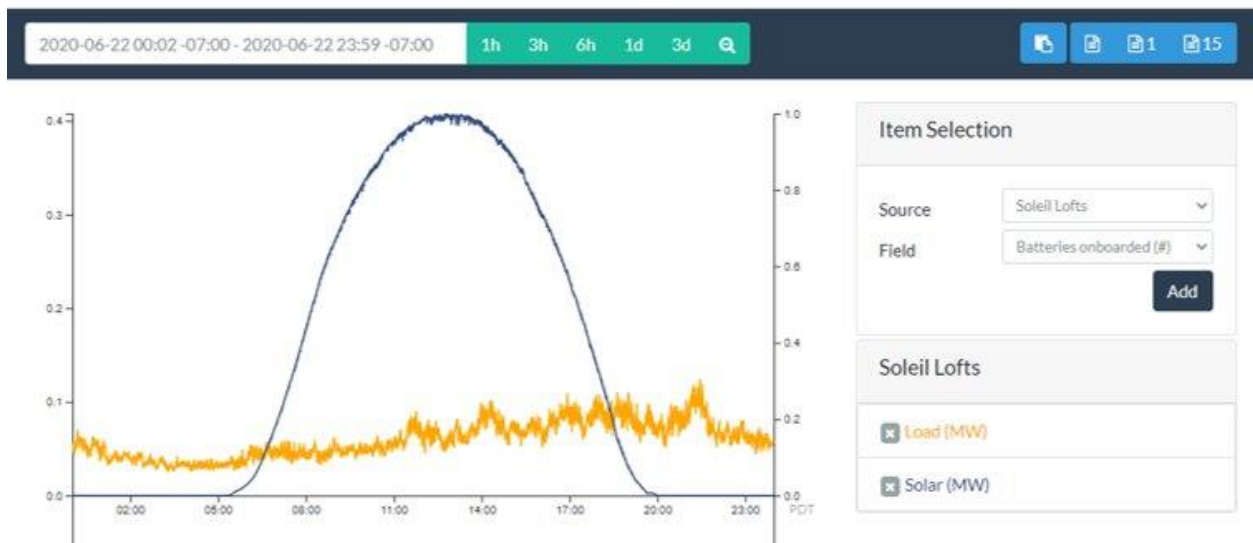 2020-06-22 00:02 -07:00 - 2020-06-22 23:59 -07:00 1h 3h 6h 1d 3d 1 15
0.4
0.3
0.2
0.1
0.0
1.0
0.8
0.6
0.4
0.2
0.0
02:00 05:00 08:00 11:00 14:00 17:00 20:00 23:00 PDT
Item Selection
Source Soleil Lofts
Field Batteries onboarded (#)
Add
Soleil Lofts
Load (MW)
Solar (MW)